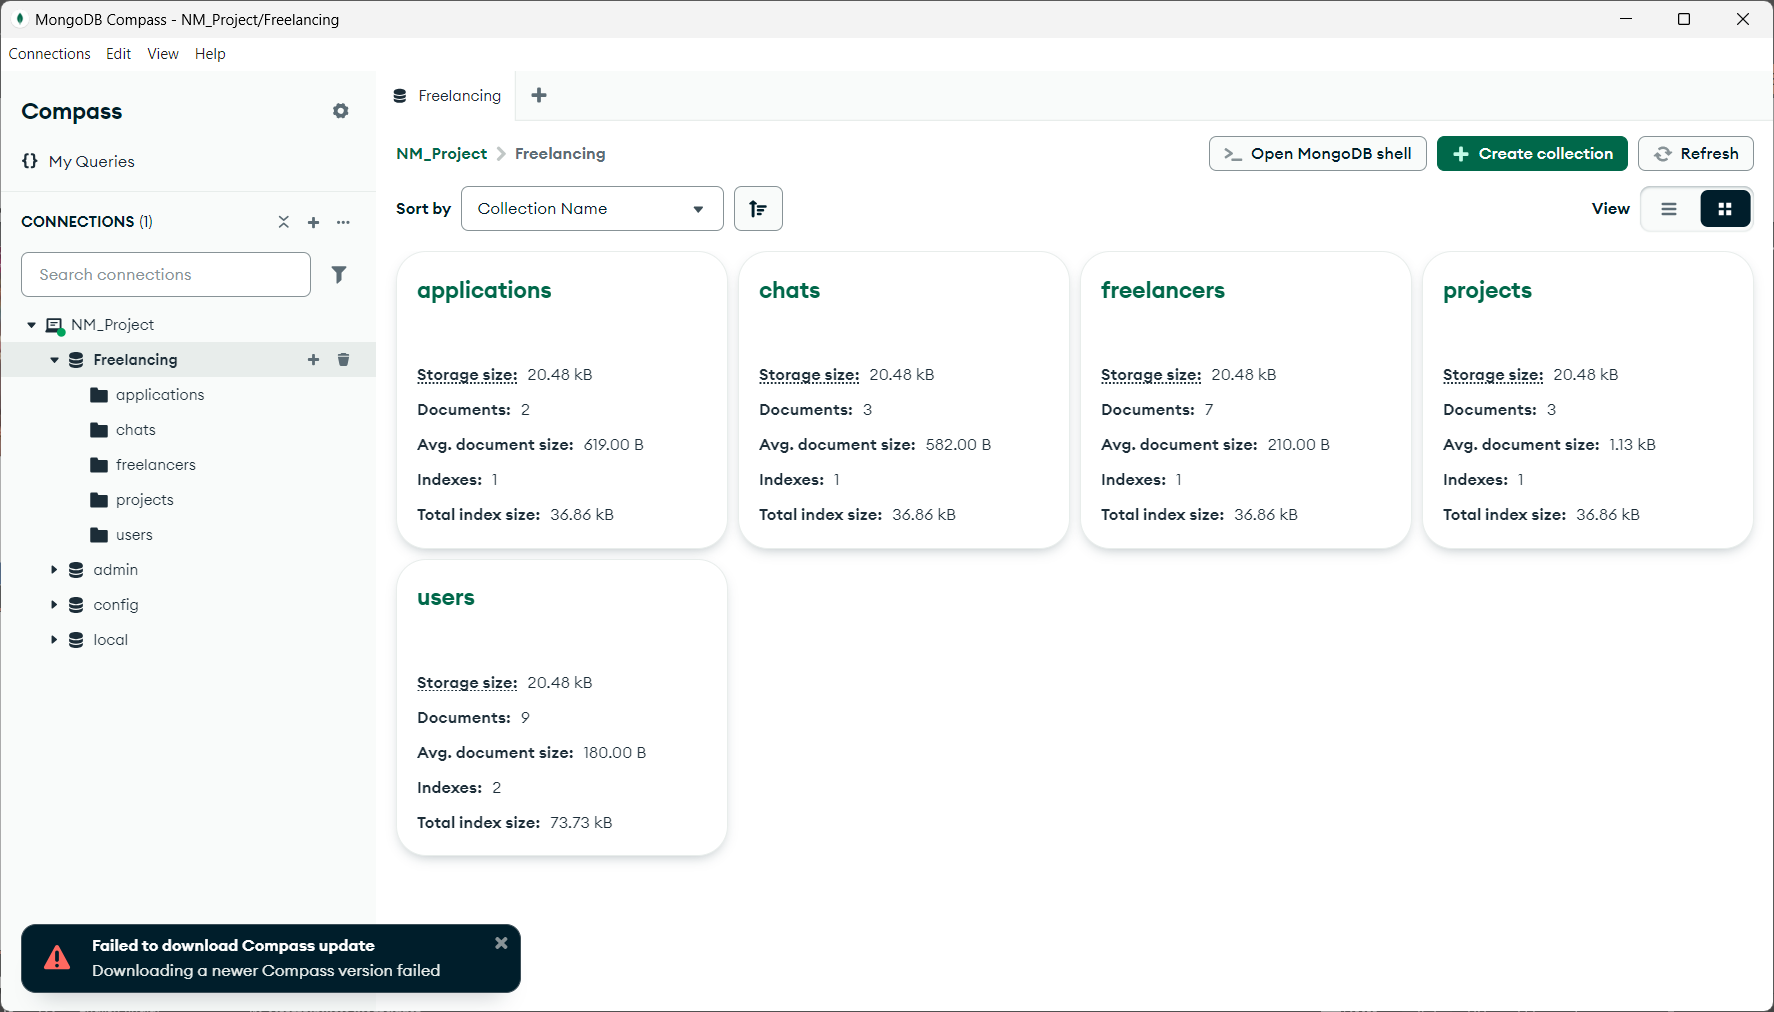 MongoDB Compass - NM_Project/Freelancing
Connections Edit View Help
Compass
{} My Queries
CONNECTIONS (1)
Search connections
NM_Project
Freelancing
applications
chats
freelancers
projects
users
admin
config
local
Freelancing
NM_Project > Freelancing
>_ Open MongoDB shell
+ Create collection
Refresh
Sort by Collection Name
View
applications
Storage size: 20.48 kB
Documents: 2
Avg. document size: 619.00 B
Indexes: 1
Total index size: 36.86 kB
chats
Storage size: 20.48 kB
Documents: 3
Avg. document size: 582.00 B
Indexes: 1
Total index size: 36.86 kB
freelancers
Storage size: 20.48 kB
Documents: 7
Avg. document size: 210.00 B
Indexes: 1
Total index size: 36.86 kB
projects
Storage size: 20.48 kB
Documents: 3
Avg. document size: 1.13 kB
Indexes: 1
Total index size: 36.86 kB
users
Storage size: 20.48 kB
Documents: 9
Avg. document size: 180.00 B
Indexes: 2
Total index size: 73.73 kB
Failed to download Compass update
Downloading a newer Compass version failed